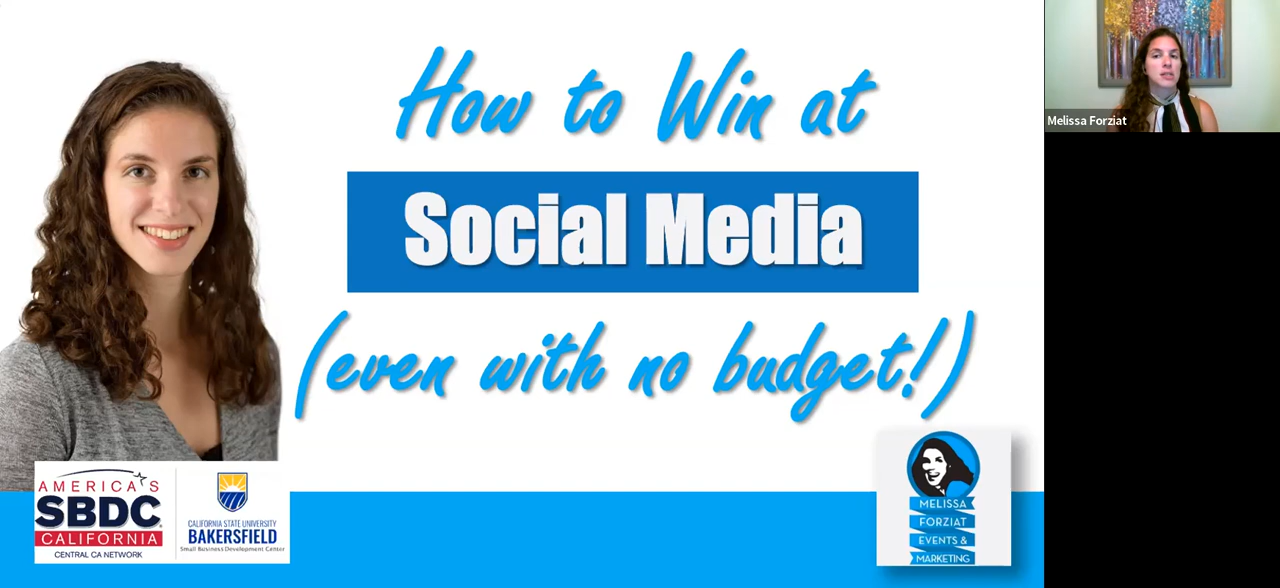 How to Win at
Social Media
(even with no budget!)
AMERICA'S
SBDC
CALIFORNIA
CENTRAL CA NETWORK
CALIFORNIA STATE UNIVERSITY
BAKERSFIELD
Small Business Development Center
MELISSA
FORZIAT
EVENTS &
MARKETING
Melissa Forziat